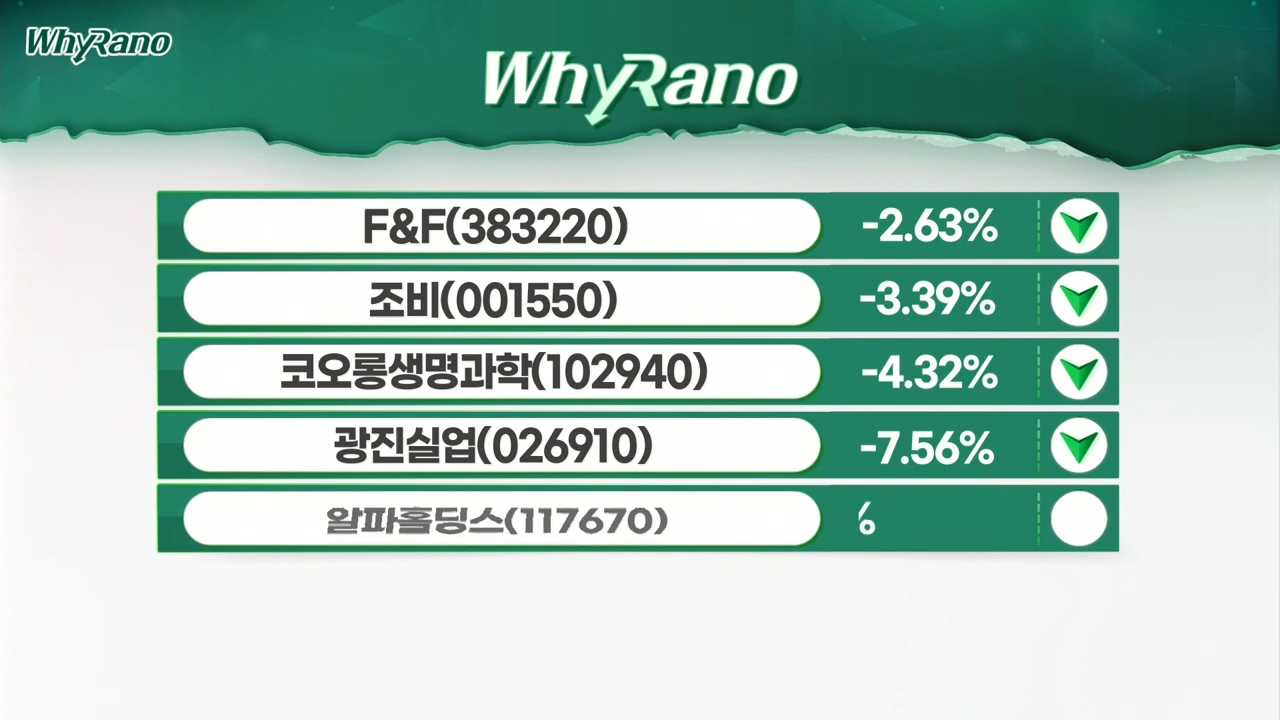 WhyRano
WhyRano
F&F(383220) -2.63%
조비(001550) -3.39%
코오롱생명과학(102940) -4.32%
광진실업(026910) -7.56%
알파홀딩스(117670)